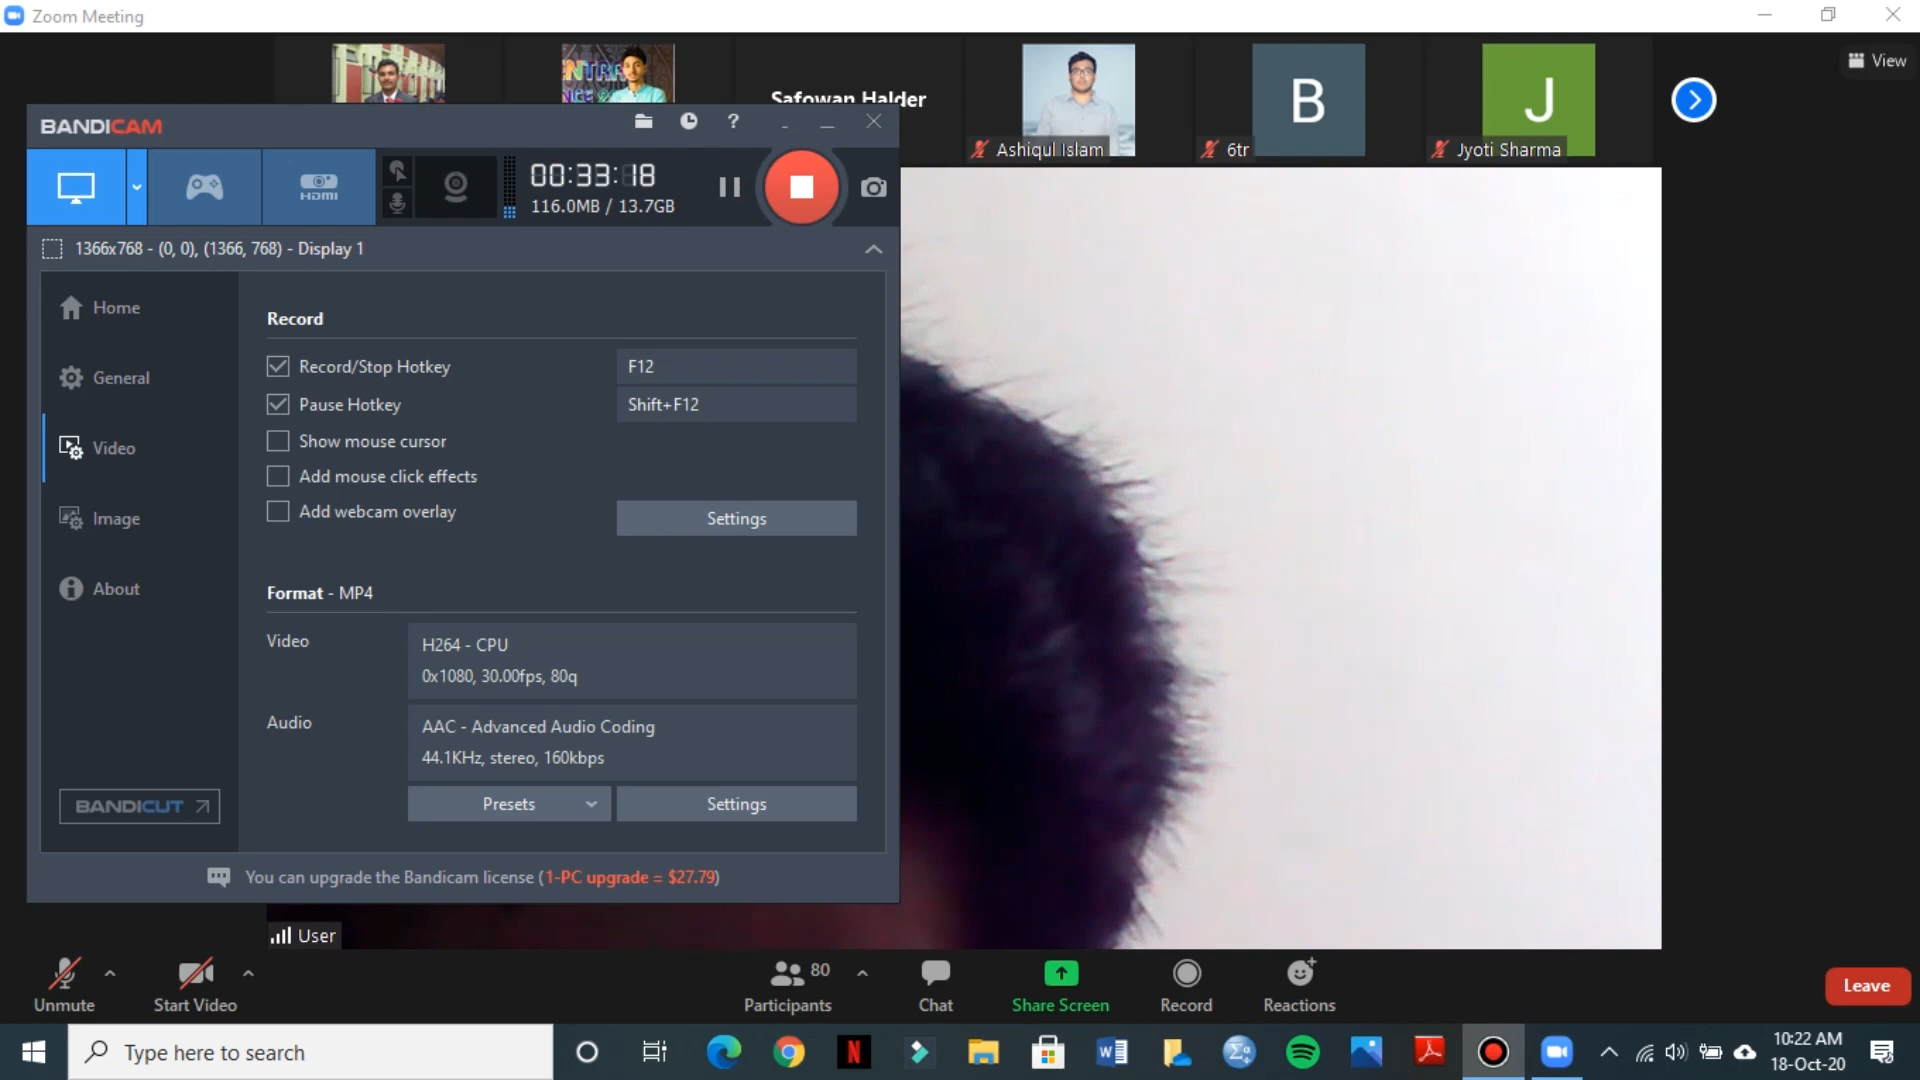 Zoom Meeting
View
Safowan Halder
Ashiqul Islam
B
6tr
J
Jyoti Sharma
BANDICAM
?
HDMI
00:33:18
116.0MB / 13.7GB
1366x768 - (0, 0), (1366, 768) - Display 1
Home
General
Video
Image
About
BANDICUT
Record
Record/Stop Hotkey
F12
Pause Hotkey
Shift+F12
Show mouse cursor
Add mouse click effects
Add webcam overlay
Settings
Format - MP4
Video
H264 - CPU
0x1080, 30.00fps, 80q
Audio
AAC - Advanced Audio Coding
44.1KHz, stereo, 160kbps
Presets
Settings
You can upgrade the Bandicam license (1-PC upgrade = $27.79)
User
Unmute
Start Video
80
Participants
Chat
Share Screen
Record
Reactions
Leave
Type here to search
10:22 AM
18-Oct-20